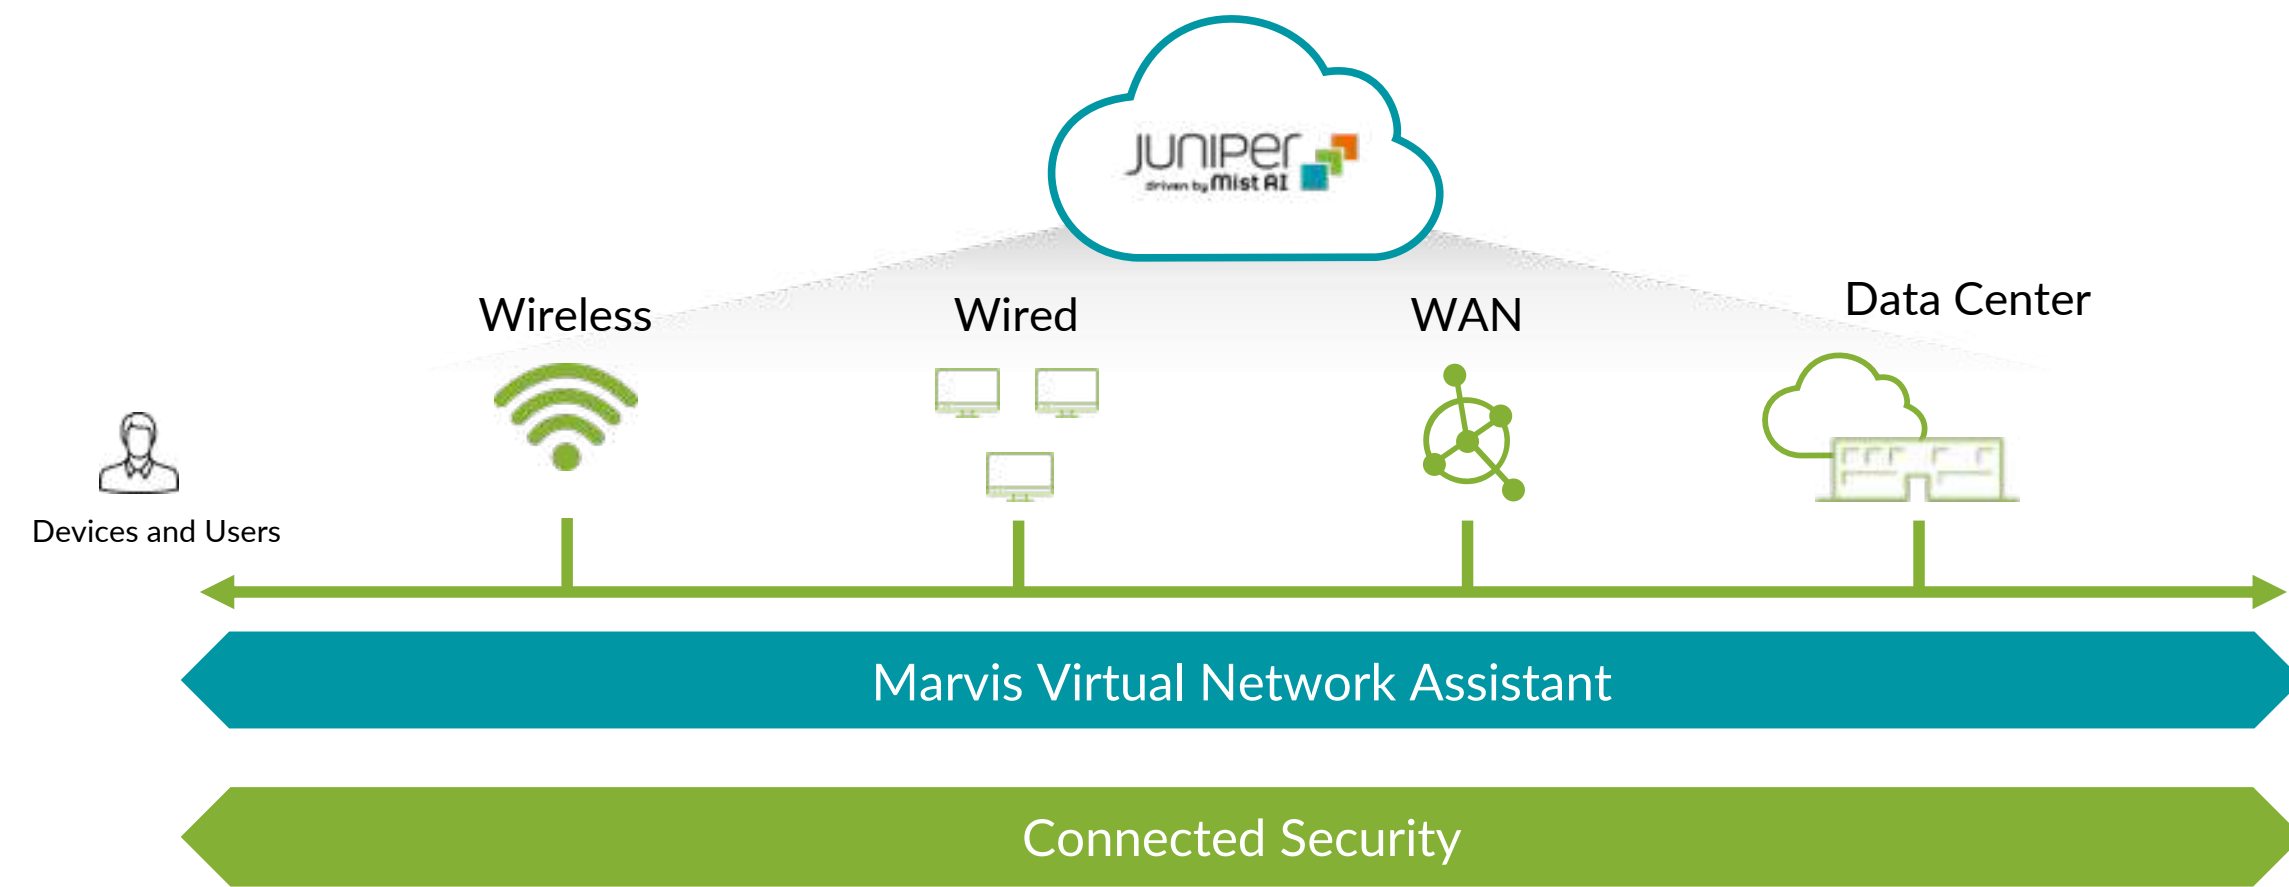 JUNIPER
driven by Mist AI
Wireless
Wired
WAN
Data Center
Devices and Users
Marvis Virtual Network Assistant
Connected Security